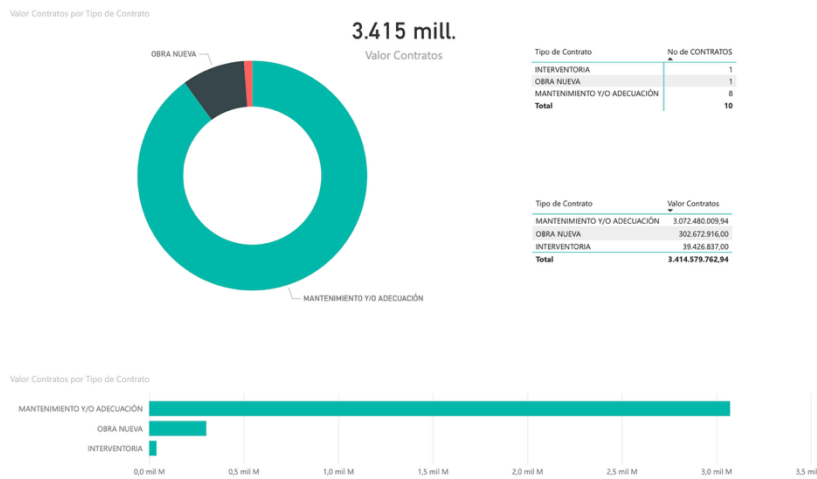 Valor Contratos por Tipo de Contrato
3.415 mill.
Valor Contratos
OBRA NUEVA
MANTENIMIENTO Y/O ADECUACIÓN
Tipo de Contrato No de CONTRATOS
INTERVENTORIA 1
OBRA NUEVA 1
MANTENIMIENTO Y/O ADECUACIÓN 8
Total 10
Tipo de Contrato Valor Contratos
MANTENIMIENTO Y/O ADECUACIÓN 3.072.480.009,94
OBRA NUEVA 302.672.916,00
INTERVENTORIA 39.426.837,00
Total 3.414.579.762,94
Valor Contratos por Tipo de Contrato
MANTENIMIENTO Y/O ADECUACIÓN
OBRA NUEVA
INTERVENTORIA
0,0 mil M 0,5 mil M 1,0 mil M 1,5 mil M 2,0 mil M 2,5 mil M 3,0 mil M 3,5 mil